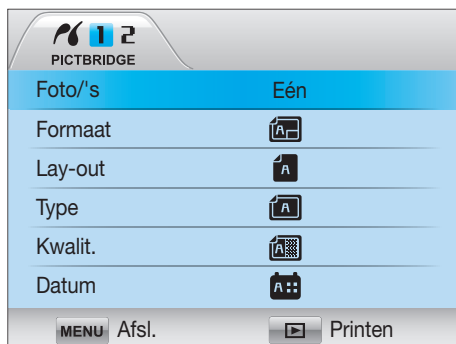 1 2
PICTBRIDGE
Foto/'s Eén
Formaat A
Lay-out A
Type A
Kwalit. A
Datum A
MENU Afsl. Printen